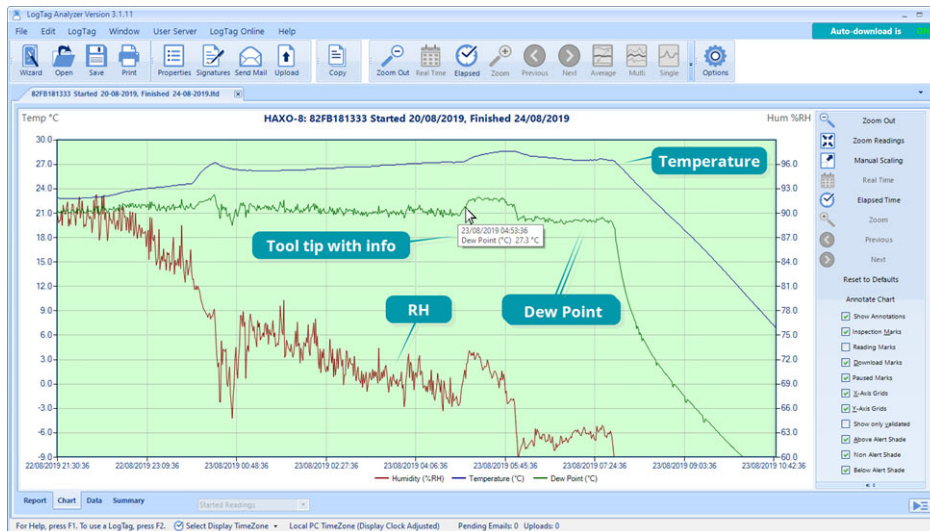 LogTag Analyzer Version 3.1.11
File Edit LogTag Window User Server LogTag Online Help
Auto-download is
Wizard Open Save Print Properties Signatures Send Mail Upload Copy Zoom Out Real Time Elapsed Zoom Previous Next Average Multi Single Options
82FB181333 Started 20-08-2019, Finished 24-08-2019.ltd
Temp °C
HAXO-8: 82FB181333 Started 20/08/2019, Finished 24/08/2019
Hum %RH
30.0
27.0
24.0
21.0
18.0
15.0
12.0
9.0
6.0
3.0
0.0
-3.0
-6.0
-9.0
96.0
93.0
90.0
87.0
84.0
81.0
78.0
75.0
72.0
69.0
66.0
63.0
60.0
Temperature
Tool tip with info
23/08/2019 04:53:36
Dew Point (°C) 27.3 °C
RH
Dew Point
22/08/2019 21:30:36 22/08/2019 23:09:36 23/08/2019 00:48:36 23/08/2019 02:27:36 23/08/2019 04:06:36 23/08/2019 05:45:36 23/08/2019 07:24:36 23/08/2019 09:03:36 23/08/2019 10:42:36
Humidity (%RH) Temperature (°C) Dew Point (°C)
Zoom Out
Zoom Readings
Manual Scaling
Real Time
Elapsed Time
Zoom
Previous
Next
Reset to Defaults
Annotate Chart
Show Annotations
Inspection Marks
Reading Marks
Download Marks
Paused Marks
X-Axis Grids
Y-Axis Grids
Show only validated
Above Alert Shade
Non Alert Shade
Below Alert Shade
Report Chart Data Summary
Started Readings
For Help, press F1. To use a LogTag, press F2. Select Display TimeZone Local PC TimeZone (Display Clock Adjusted) Pending Emails: 0 Uploads: 0